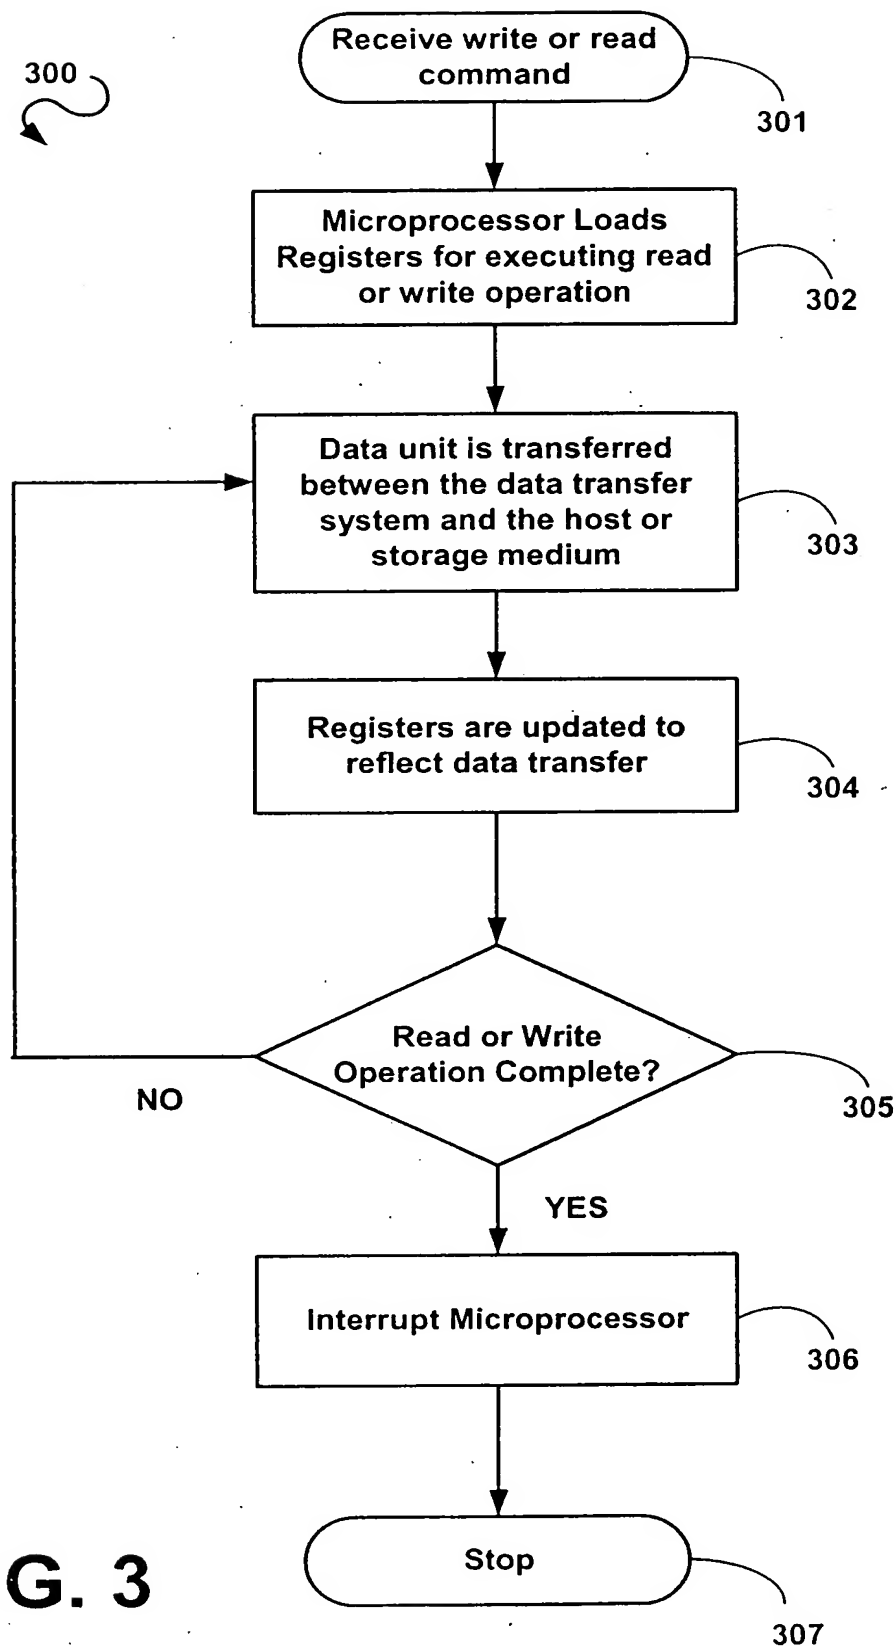 Receive write or read
command
300
301
Microprocessor Loads
Registers for executing read
or write operation
302
Data unit is transferred
between the data transfer
system and the host or
storage medium
303
Registers are updated to
reflect data transfer
304
Read or Write
Operation Complete?
NO
305
YES
Interrupt Microprocessor
306
Stop
G. 3
307